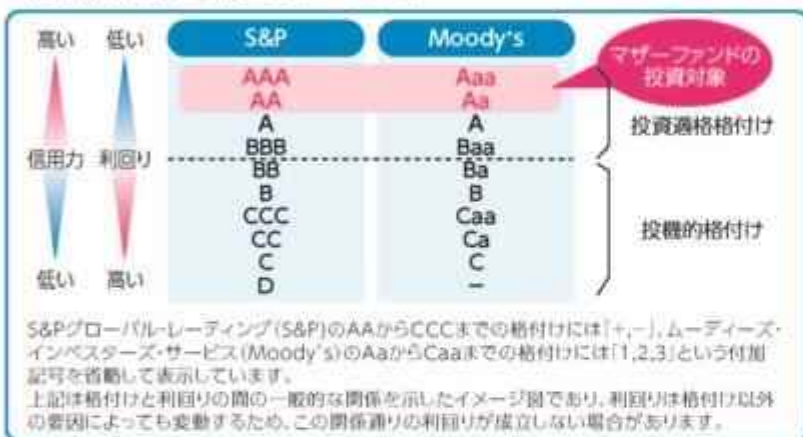 高い 低い S&P Moody's
マザーファンドの
投資対象
AAA Aaa
AA Aa
A A
投資適格格付け
BBB Baa
信用力 利回り
BB Ba
B B
CCC Caa
投機的格付け
CC Ca
C C
低い 高い
D –
S&Pグローバル・レーティング(S&P)のAAからCCCまでの格付けには「+,−」、ムーディーズ・
インベスターズ・サービス(Moody's)のAaからCaaまでの格付けには「1,2,3」という付加
記号を省略して表示しています。
上記は格付けと利回りの間の一般的な関係を示したイメージ図であり、利回りは格付け以外
の要因によっても変動するため、この関係通りの利回りが成立しない場合があります。